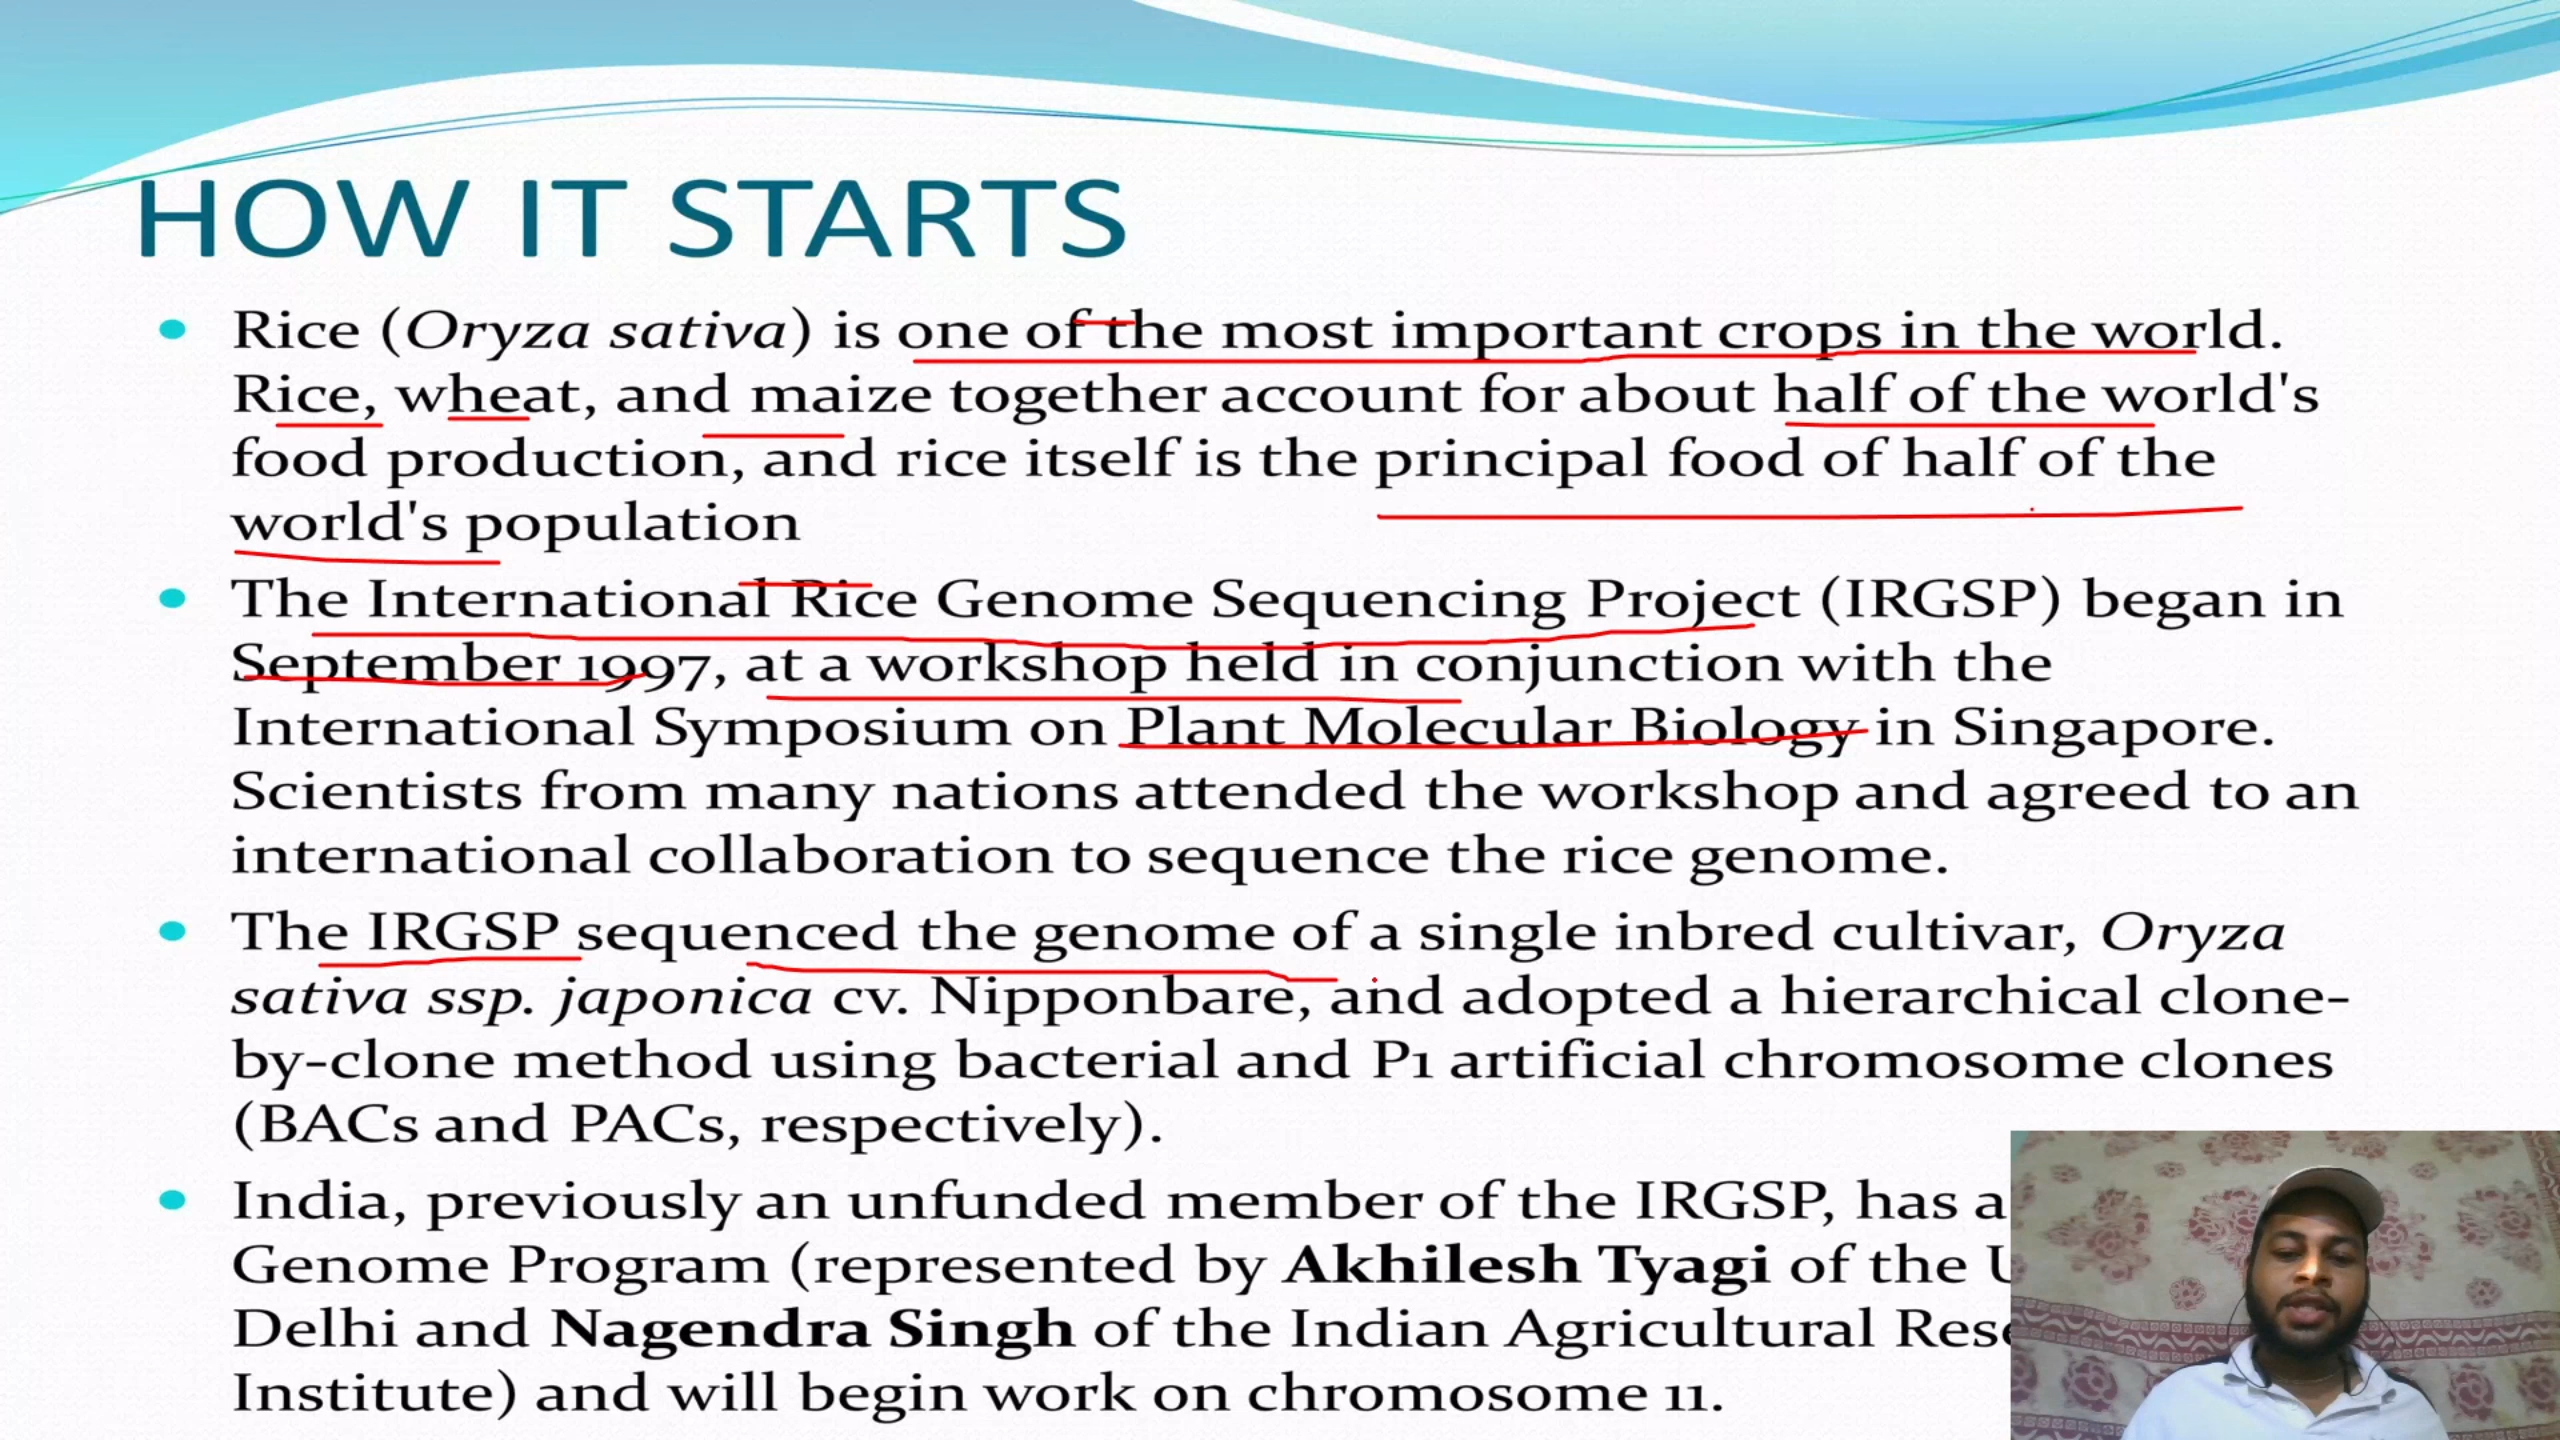 HOW IT STARTS
Rice (Oryza sativa) is one of the most important crops in the world.
Rice, wheat, and maize together account for about half of the world's
food production, and rice itself is the principal food of half of the
world's population
The International Rice Genome Sequencing Project (IRGSP) began in
September 1997, at a workshop held in conjunction with the
International Symposium on Plant Molecular Biology in Singapore.
Scientists from many nations attended the workshop and agreed to an
international collaboration to sequence the rice genome.
The IRGSP sequenced the genome of a single inbred cultivar, Oryza
sativa ssp. japonica cv. Nipponbare, and adopted a hierarchical clone-
by-clone method using bacterial and P1 artificial chromosome clones
(BACs and PACs, respectively).
India, previously an unfunded member of the IRGSP, has a
Genome Program (represented by Akhilesh Tyagi of the
Delhi and Nagendra Singh of the Indian Agricultural
Institute) and will begin work on chromosome 11.